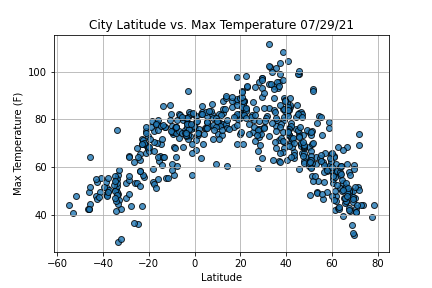 City Latitude vs. Max Temperature 07/29/21
Max Temperature (F)
100
80
60
40
−60 −40 −20 0 20 40 60 80
Latitude